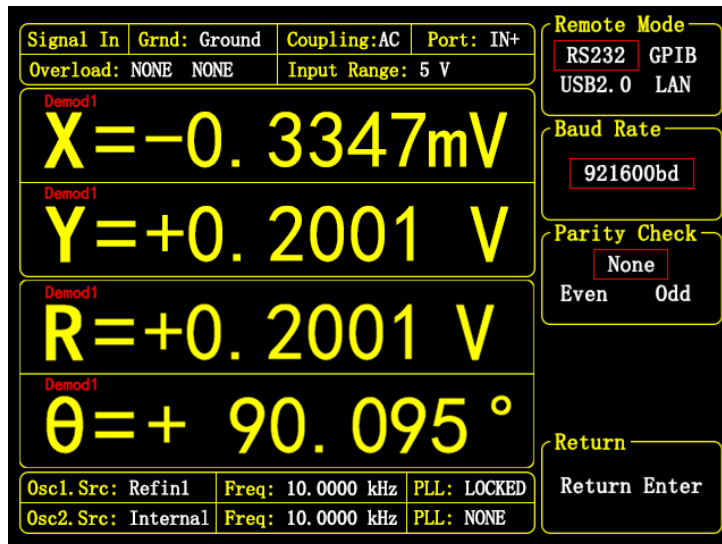 Signal In Grnd: Ground Coupling:AC Port: IN+
Overload: NONE NONE Input Range: 5 V
Demod1
X=-0.3347mV
Demod1
Y=+0.2001 V
Demod1
R=+0.2001 V
Demod1
θ=+ 90.095°
Osc1.Src: Refin1 Freq: 10.0000 kHz PLL: LOCKED
Osc2.Src: Internal Freq: 10.0000 kHz PLL: NONE
Remote Mode
RS232 GPIB
USB2.0 LAN
Baud Rate
921600bd
Parity Check
None
Even Odd
Return
Return Enter